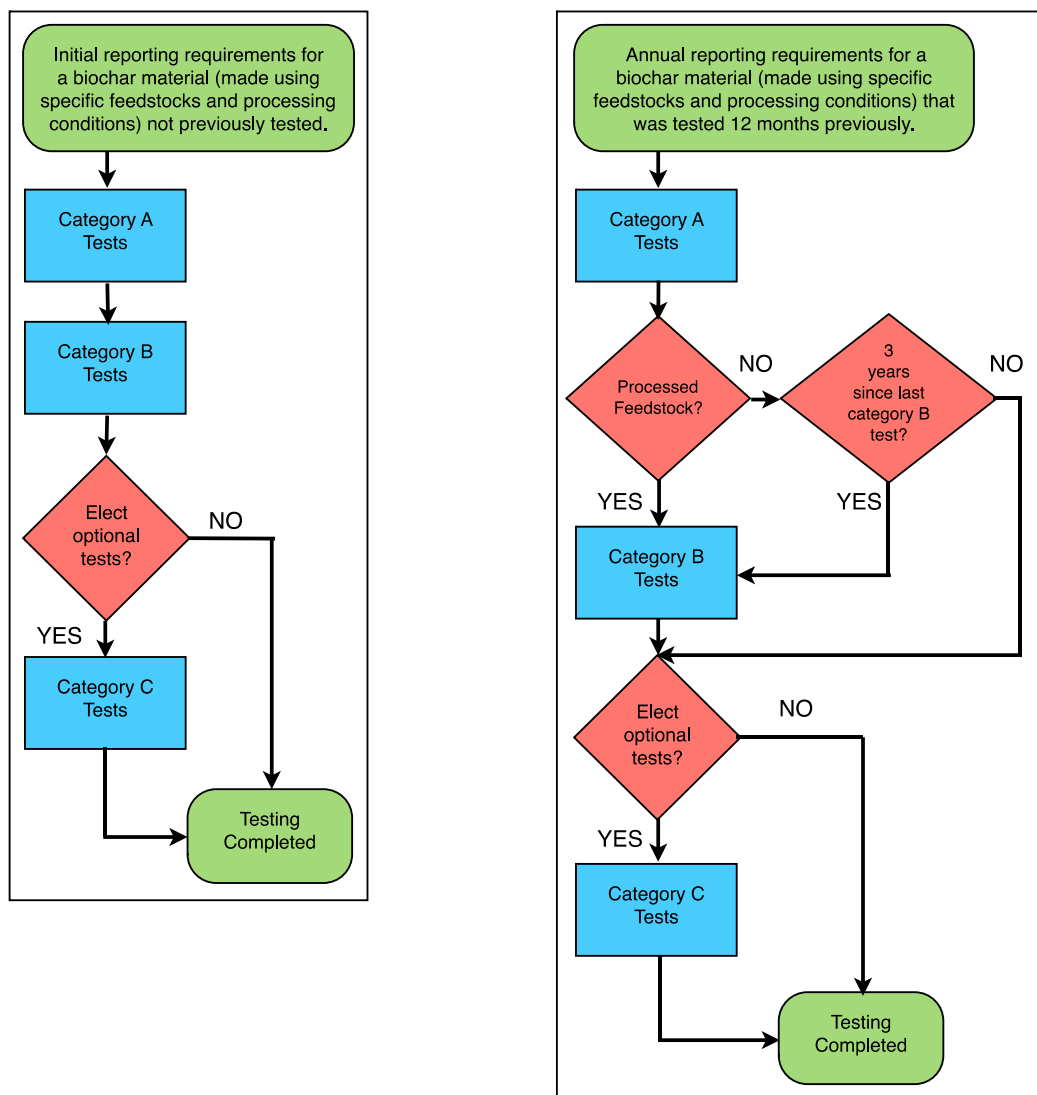 Initial reporting requirements for
a biochar material (made using
specific feedstocks and processing
conditions) not previously tested.
Category A
Tests
Category B
Tests
Elect
optional
tests?
NO
YES
Category C
Tests
Testing
Completed
Annual reporting requirements for a
biochar material (made using specific
feedstocks and processing conditions) that
was tested 12 months previously.
Category A
Tests
Processed
Feedstock?
NO
3
years
since last
category B
test?
NO
YES
YES
Category B
Tests
Elect
optional
tests?
NO
YES
Category C
Tests
Testing
Completed